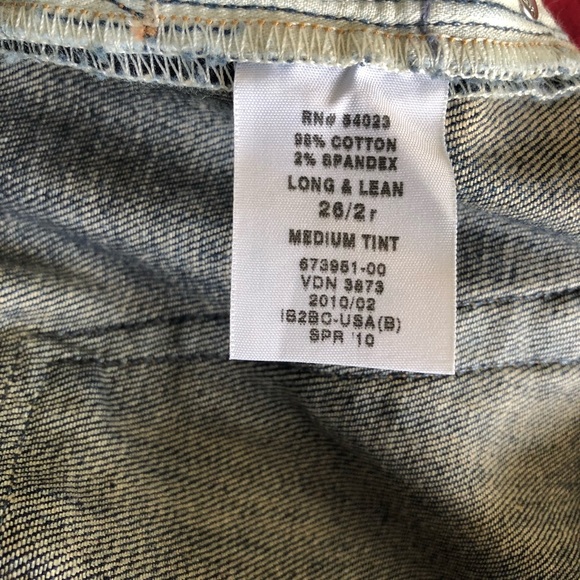 RN# 54023
98% COTTON
2% SPANDEX
LONG & LEAN
26/2 r
MEDIUM TINT
673951-00
VDN 3873
2010/02
IB2BC-USA(B)
SPR '10